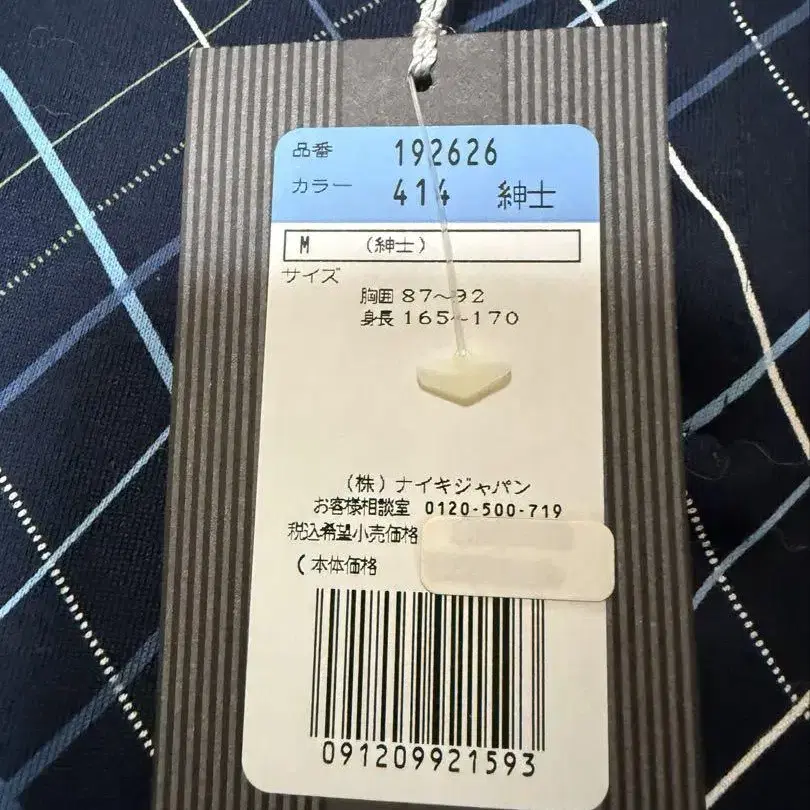 品番 192626
カラー 414 紳士
M (紳士)
サイズ
胸囲 87~92
身長 165~170
(株)ナイキジャパン
お客様相談室 0120-500-719
税込希望小売価格
(本体価格
091209921593